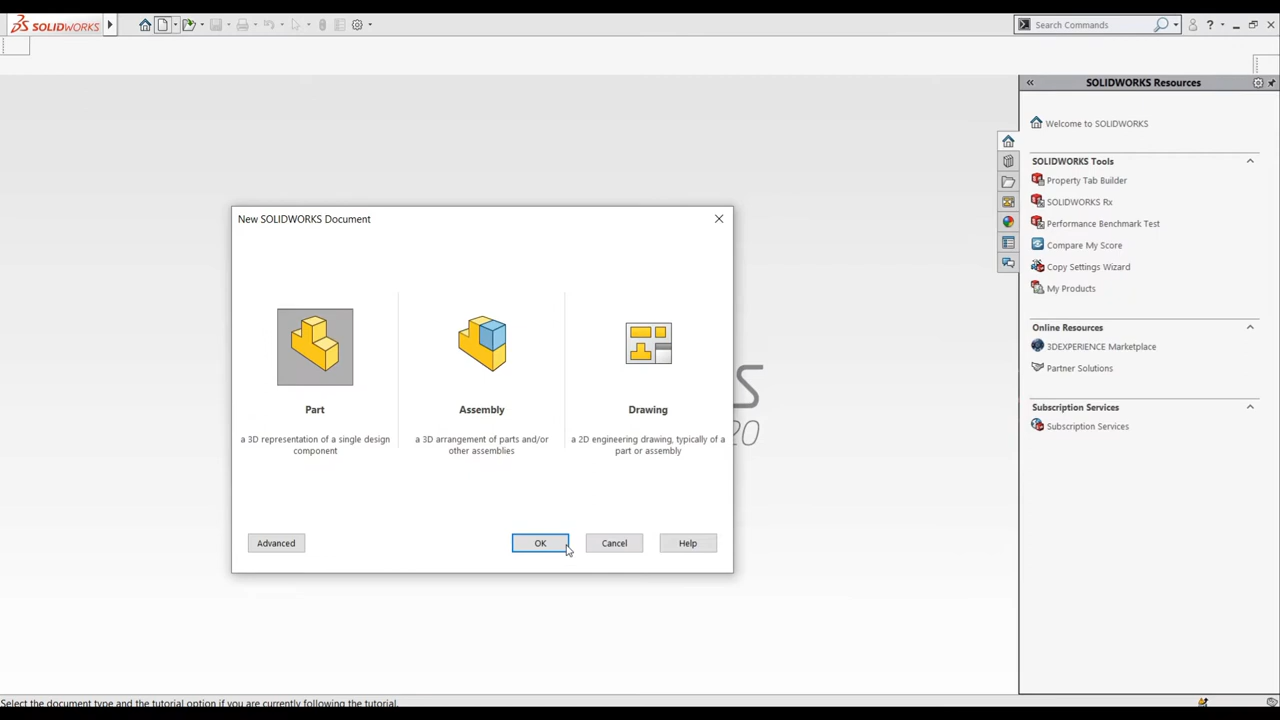 SOLIDWORKS
Search Commands
?
SOLIDWORKS Resources
Welcome to SOLIDWORKS
SOLIDWORKS Tools
Property Tab Builder
SOLIDWORKS Rx
Performance Benchmark Test
Compare My Score
Copy Settings Wizard
My Products
Online Resources
3DEXPERIENCE Marketplace
Partner Solutions
Subscription Services
Subscription Services
New SOLIDWORKS Document
Part
a 3D representation of a single design
component
Assembly
a 3D arrangement of parts and/or
other assemblies
Drawing
a 2D engineering drawing, typically of a
part or assembly
S
20
Advanced
OK
Cancel
Help
Select the document type and the tutorial option if you are currently following the tutorial.